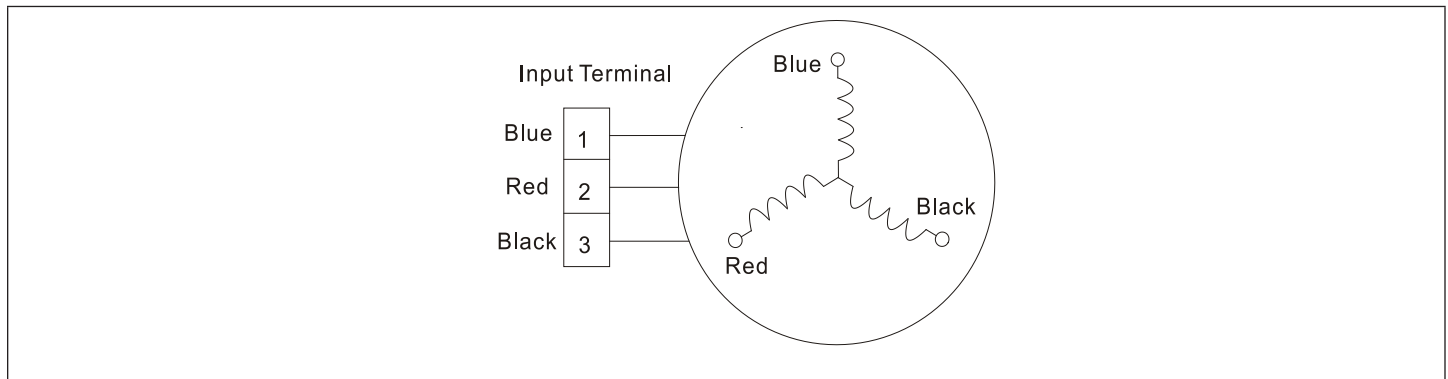 Input Terminal
Blue 1
Red 2
Black 3
Blue
Black
Red